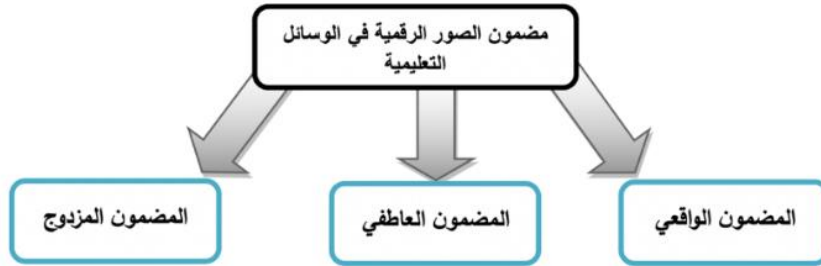 مضمون الصور الرقمية في الوسائل
التعليمية
المضمون الواقعي
المضمون العاطفي
المضمون المزدوج